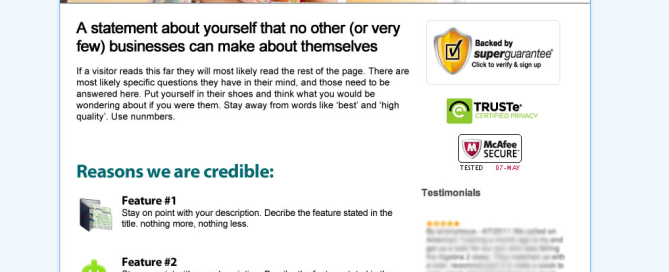 A statement about yourself that no other (or very
few) businesses can make about themselves
If a visitor reads this far they will most likely read the rest of the page. There are
most likely specific questions they have in their mind, and those need to be
answered here. Put yourself in their shoes and think what you would be
wondering about if you were them. Stay away from words like 'best' and 'high
quality'. Use nunmbers.
Reasons we are credible:
Feature #1
Stay on point with your description. Decribe the feature stated in the
title. nothing more, nothing less.
Feature #2
Backed by
superguarantee®
Click to verify & sign up
TRUSTe®
CERTIFIED PRIVACY
McAfee
SECURE™
TESTED 07-MAY
Testimonials